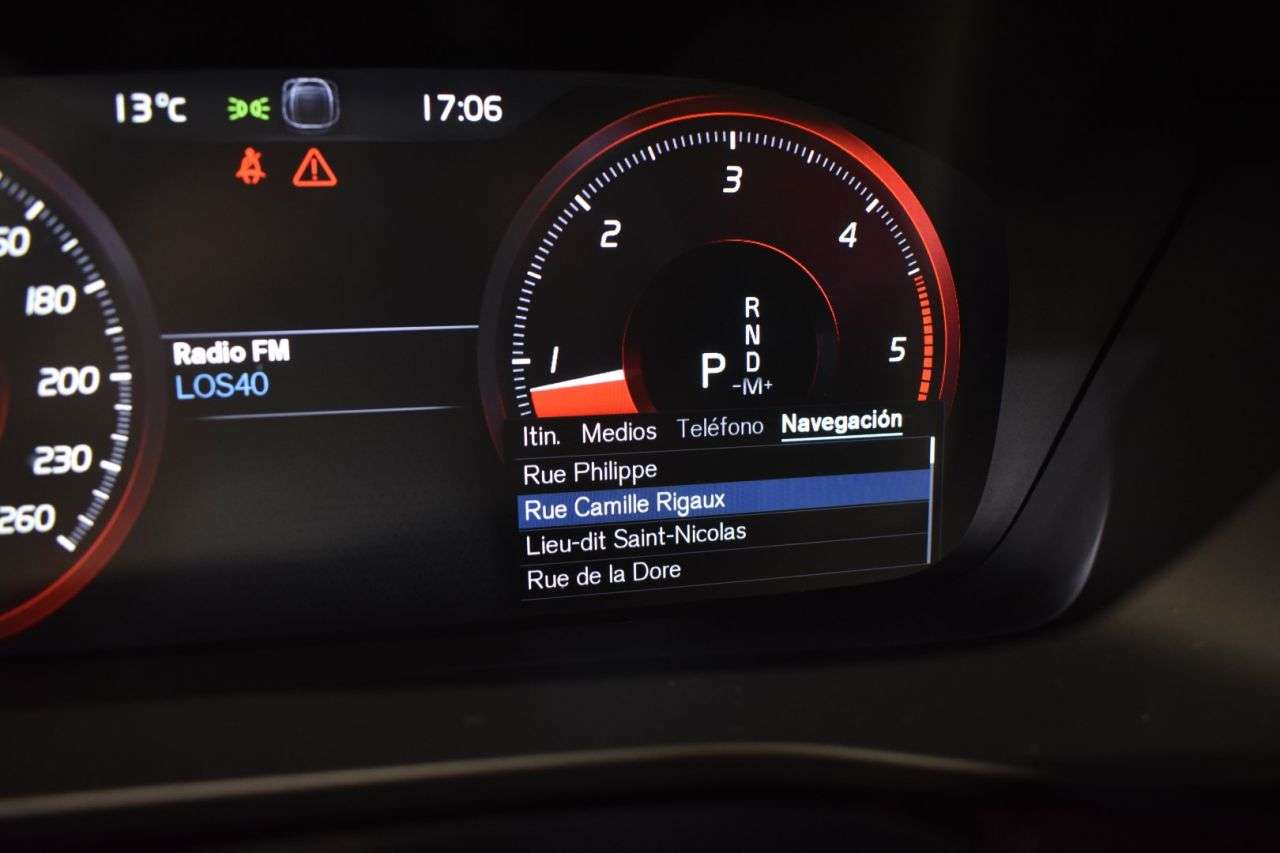 13°C 17:06
60
180
200
230
260
Radio FM
LOS40
1 2 3 4 5
R
N
P D
-M+
Itin. Medios Teléfono Navegación
Rue Philippe
Rue Camille Rigaux
Lieu-dit Saint-Nicolas
Rue de la Dore